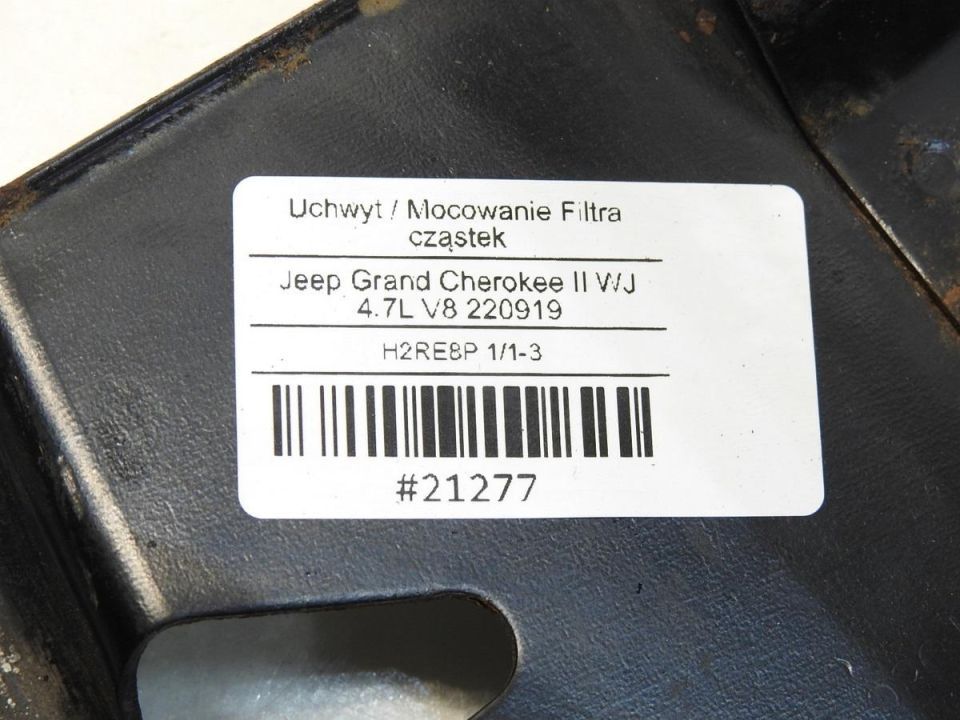 Uchwyt / Mocowanie Filtra
cząstek
Jeep Grand Cherokee II WJ
4.7L V8 220919
H2RE8P 1/1-3
#21277